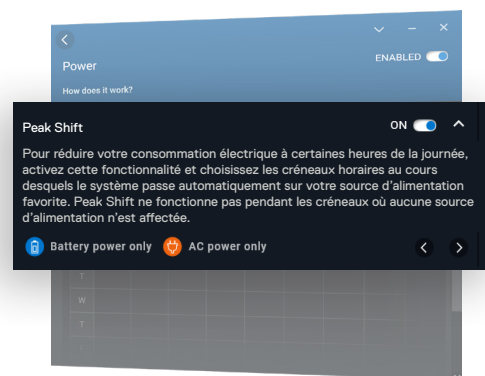 ENABLED
Power
How does it work?
Peak Shift
ON
Pour réduire votre consommation électrique à certaines heures de la journée,
activez cette fonctionnalité et choisissez les créneaux horaires au cours
desquels le système passe automatiquement sur votre source d'alimentation
favorite. Peak Shift ne fonctionne pas pendant les créneaux où aucune source
d'alimentation n'est affectée.
Battery power only AC power only
T
W
T